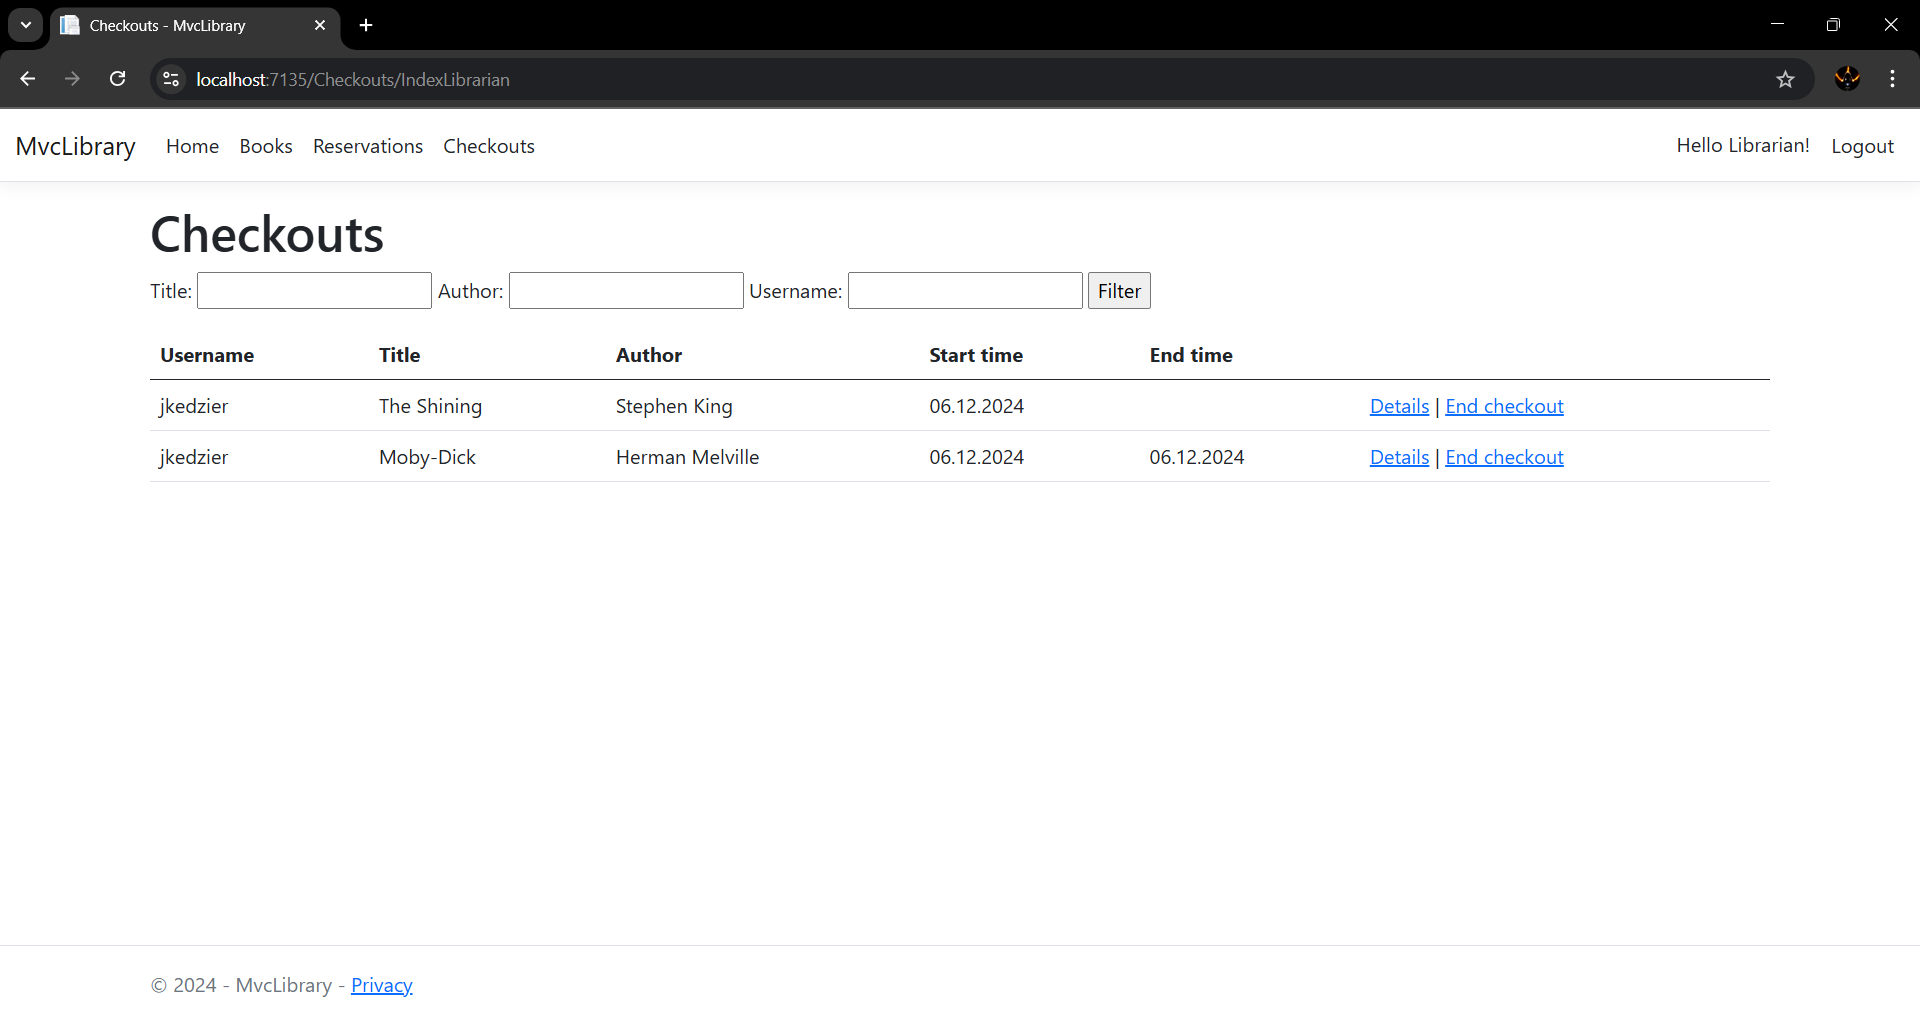 Checkouts - MvcLibrary
localhost:7135/Checkouts/IndexLibrarian
MvcLibrary Home Books Reservations Checkouts Hello Librarian! Logout
Checkouts
Title: Author: Username: Filter
Username Title Author Start time End time
jkedzier The Shining Stephen King 06.12.2024 Details | End checkout
jkedzier Moby-Dick Herman Melville 06.12.2024 06.12.2024 Details | End checkout
© 2024 - MvcLibrary - Privacy